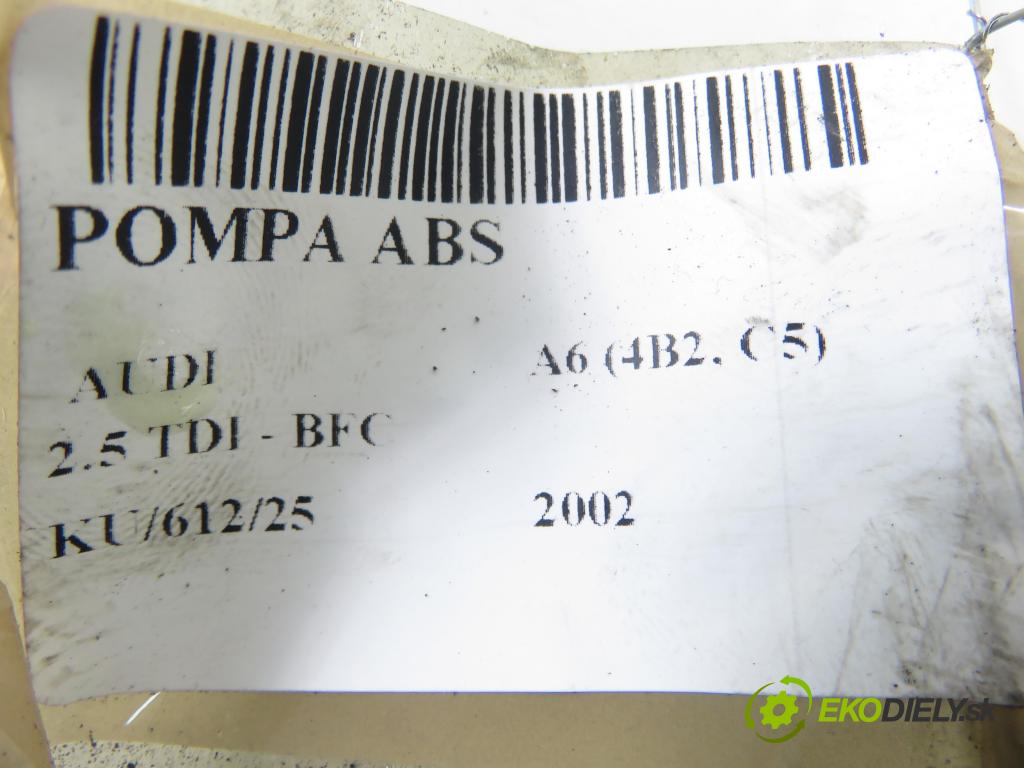 POMPA ABS
AUDI A6 (4B2, C5)
2.5 TDI - BFC
KU/612/25 2002
EKODIELY.sk